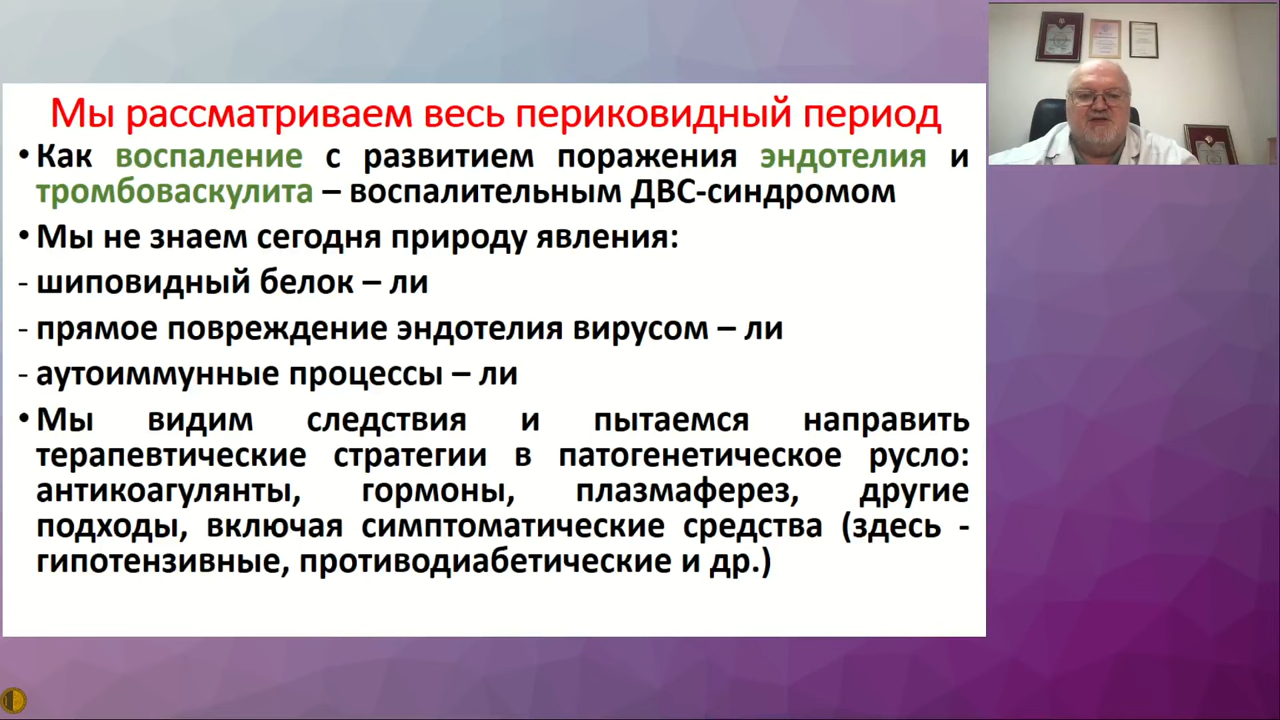 Мы рассматриваем весь периковидный период
• Как воспаление с развитием поражения эндотелия и
тромбоваскулита – воспалительным ДВС-синдромом
• Мы не знаем сегодня природу явления:
- шиповидный белок – ли
- прямое повреждение эндотелия вирусом – ли
- аутоиммунные процессы – ли
• Мы видим следствия и пытаемся направить
терапевтические стратегии в патогенетическое русло:
антикоагулянты, гормоны, плазмаферез, другие
подходы, включая симптоматические средства (здесь -
гипотензивные, противодиабетические и др.)